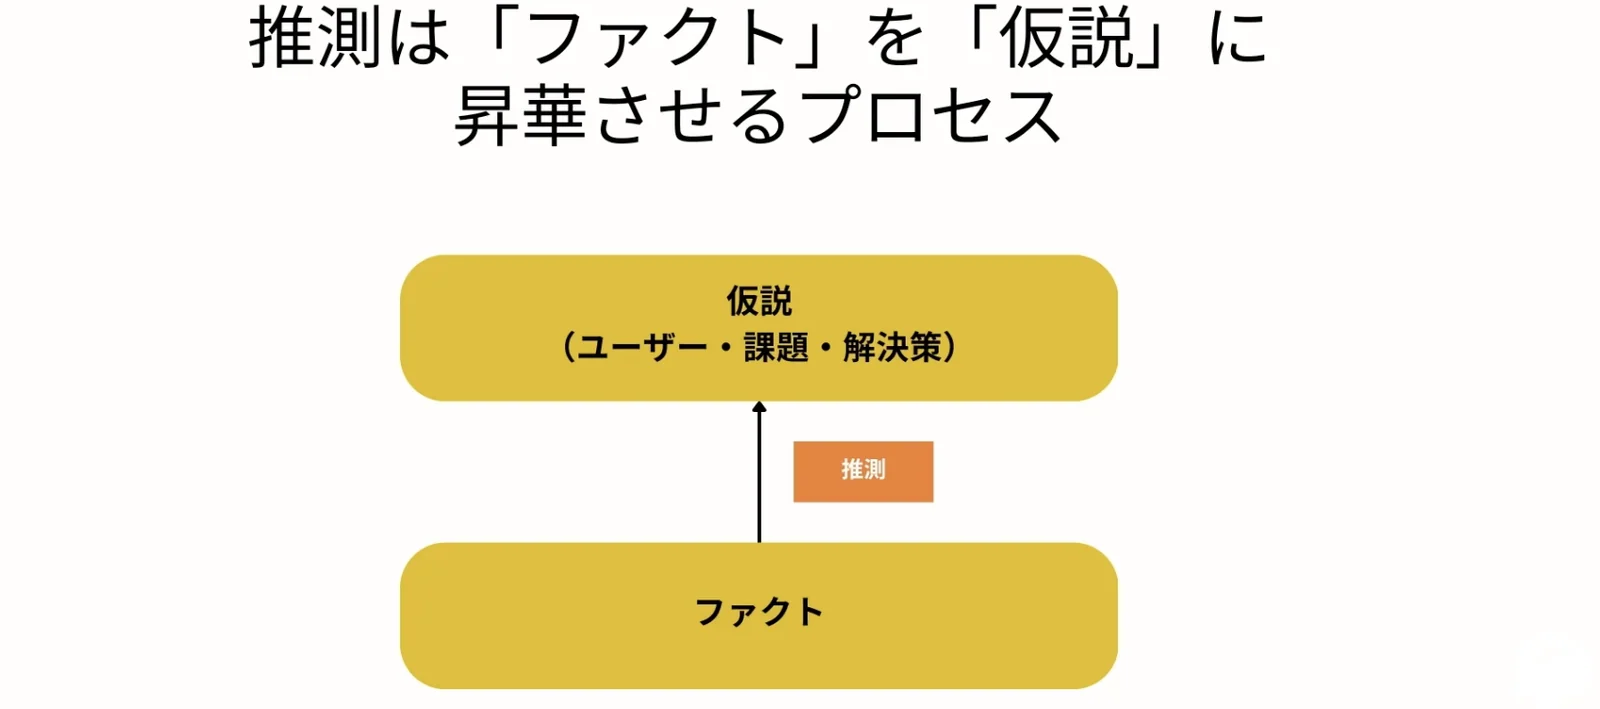 推測は「ファクト」を「仮説」に
昇華させるプロセス
仮説
（ユーザー・課題・解決策）
推測
ファクト